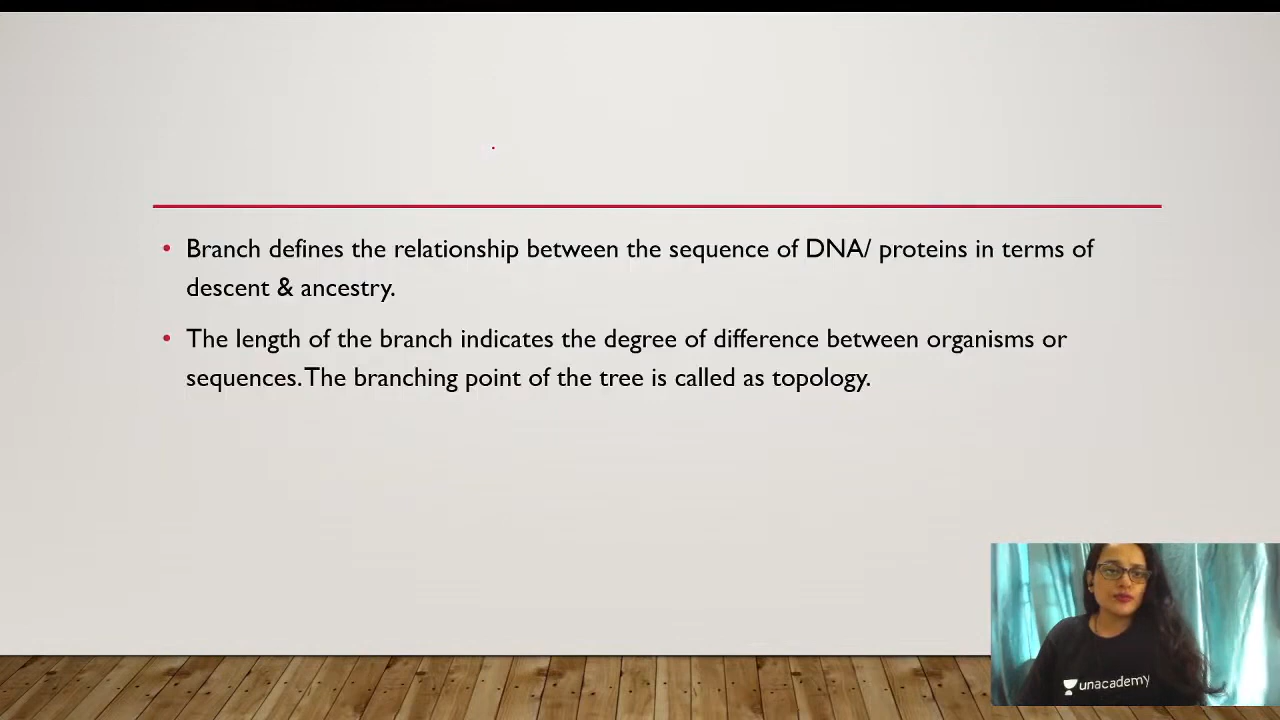 • Branch defines the relationship between the sequence of DNA/ proteins in terms of
descent & ancestry.
• The length of the branch indicates the degree of difference between organisms or
sequences. The branching point of the tree is called as topology.
unacademy